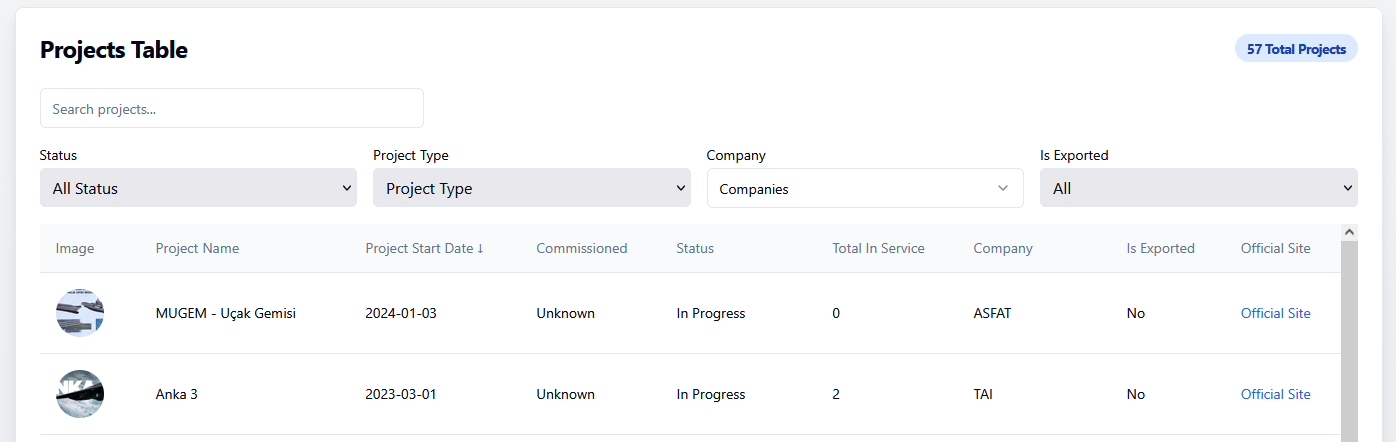 Projects Table
57 Total Projects
Search projects...
Status Project Type Company Is Exported
All Status Project Type Companies All
Image Project Name Project Start Date ↓ Commissioned Status Total In Service Company Is Exported Official Site
MUGEM - Uçak Gemisi 2024-01-03 Unknown In Progress 0 ASFAT No Official Site
NKA
Anka 3 2023-03-01 Unknown In Progress 2 TAI No Official Site